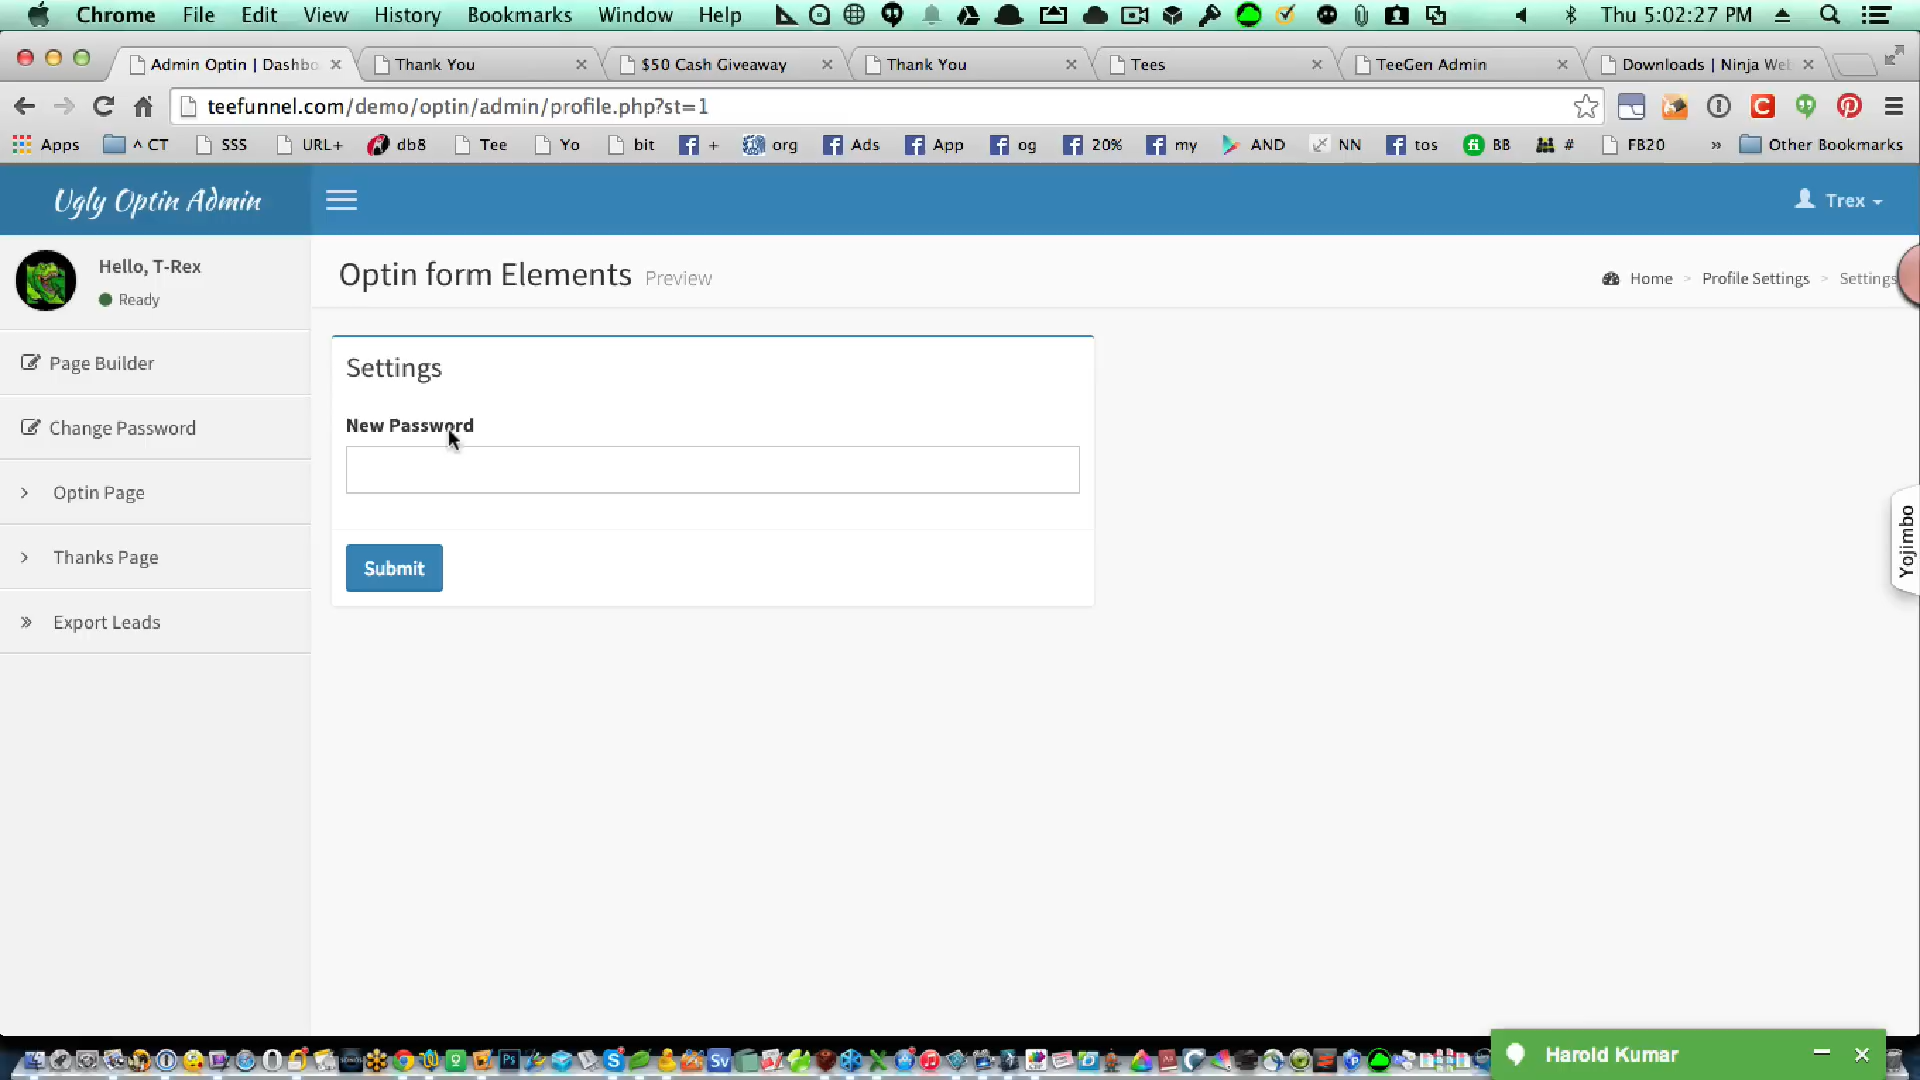 Chrome File Edit View History Bookmarks Window Help Thu 5:02:27 PM
Admin Optin | Dashbo Thank You $50 Cash Giveaway Thank You Tees TeeGen Admin Downloads | Ninja Web
teefunnel.com/demo/optin/admin/profile.php?st=1
Apps ^ CT SSS URL+ db8 Tee Yo bit + org Ads App og 20% my AND NN tos BB # FB20 » Other Bookmarks
Ugly Optin Admin
Trex
Hello, T-Rex
Ready
Optin form Elements Preview
Home > Profile Settings > Settings
Page Builder
Change Password
Optin Page
Thanks Page
Export Leads
Settings
New Password
Submit
Yojimbo
Harold Kumar